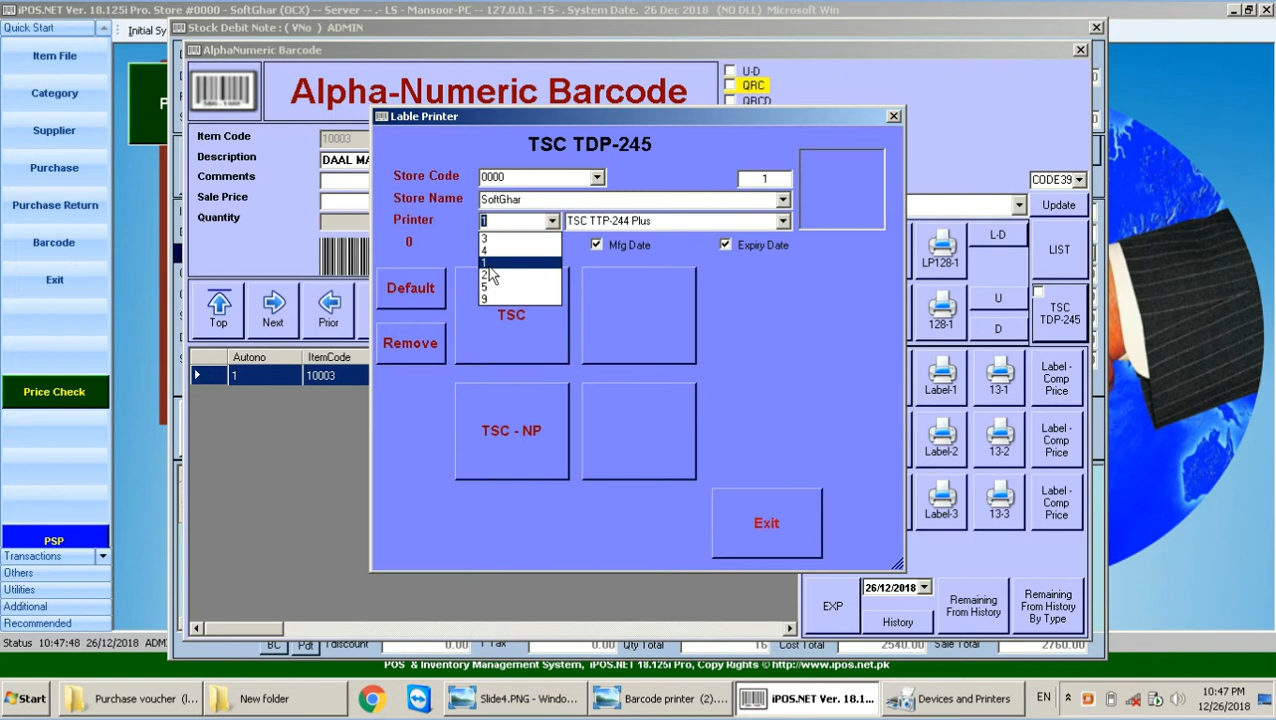 iPOS.NET Ver. 18.125i Pro. Store #0000 - SoftGhar (OCX) -- Server -- .- LS - Mansoor-PC -- 127.0.0.1 -TS- . System Date. 26 Dec 2018 (NO DLL) Microsoft Win
Quick Start
Item File
Category
Supplier
Purchase
Purchase Return
Barcode
Exit
Price Check
PSP
Transactions
Others
Utilities
Additional
Recommended
Initial Sy
Stock Debit Note : ( VNo ) ADMIN
AlphaNumeric Barcode
Alpha-Numeric Barcode
U-D
QRC
QRCD
Item Code
10003
Description
DAAL MA
Comments
Sale Price
Quantity
CODE39
Update
Top
Next
Prior
Autono
ItemCode
1
10003
Lable Printer
TSC TDP-245
Store Code
0000
1
Store Name
SoftGhar
Printer
1
TSC TTP-244 Plus
0
Mfg Date
Expiry Date
3
4
1
2
5
9
Default
Remove
TSC
TSC - NP
Exit
LP128-1
L-D
LIST
128-1
U
D
TSC
TDP-245
Label-1
13-1
Label -
Comp
Price
Label-2
13-2
Label -
Comp
Price
Label-3
13-3
Label -
Comp
Price
EXP
26/12/2018
History
Remaining
From History
Remaining
From History
By Type
BC
Pdt
Tdiscount
0.00
T Tax
0.00
Qty Total
16
Cost Total
2540.00
Sale Total
2760.00
Status
10:47:48
26/12/2018
POS & Inventory Management System, iPOS.NET 18.125i Pro, Copy Rights © http://www.ipos.net.pk
Start
Purchase voucher (l...
New folder
Slide4.PNG - Windo...
Barcode printer (2)....
iPOS.NET Ver. 18.1...
Devices and Printers
EN
10:47 PM
12/26/2018